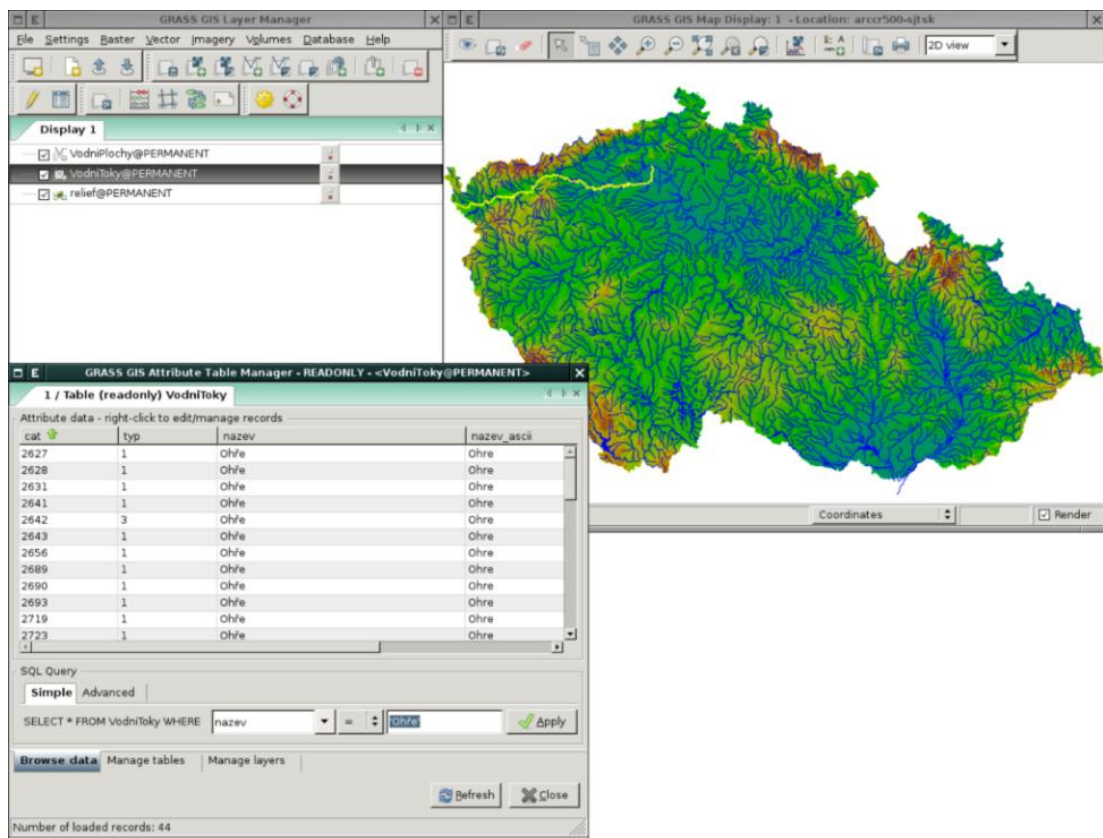 GRASS GIS Layer Manager
File Settings Raster Vector Imagery Volumes Database Help
Display 1
VodniPlochy@PERMANENT
VodniToky@PERMANENT
relief@PERMANENT
GRASS GIS Map Display: 1 - Location: arccr500-sjtsk
2D view
Coordinates
Render
GRASS GIS Attribute Table Manager - READONLY - <VodniToky@PERMANENT>
1 / Table (readonly) VodniToky
Attribute data - right-click to edit/manage records
cat typ nazev nazev_ascii
2627 1 Ohře Ohre
2628 1 Ohře Ohre
2631 1 Ohře Ohre
2641 1 Ohře Ohre
2642 3 Ohře Ohre
2643 1 Ohře Ohre
2656 1 Ohře Ohre
2689 1 Ohře Ohre
2690 1 Ohře Ohre
2693 1 Ohře Ohre
2719 1 Ohře Ohre
2723 1 Ohře Ohre
SQL Query
Simple Advanced
SELECT * FROM VodniToky WHERE nazev = 'Ohře' Apply
Browse data Manage tables Manage layers
Refresh Close
Number of loaded records: 44